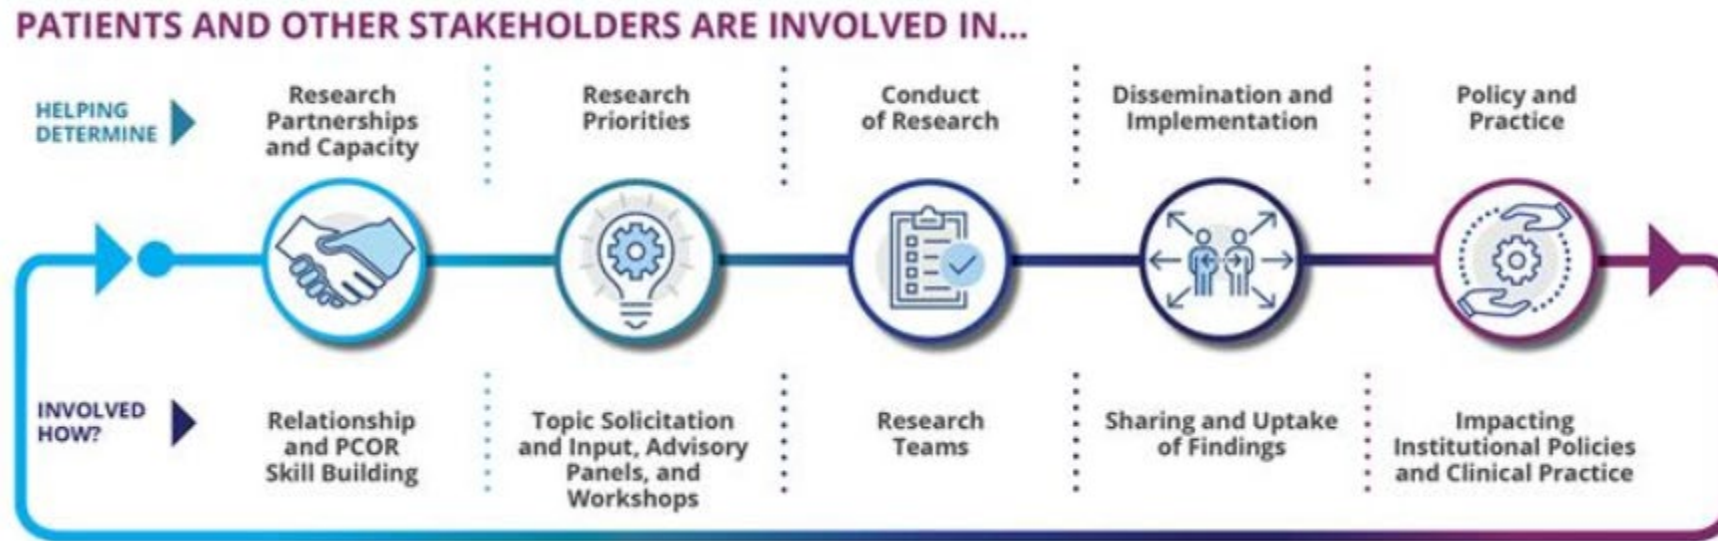 PATIENTS AND OTHER STAKEHOLDERS ARE INVOLVED IN...
HELPING
DETERMINE
Research
Partnerships
and Capacity
Research
Priorities
Conduct
of Research
Dissemination and
Implementation
Policy and
Practice
INVOLVED
HOW?
Relationship
and PCOR
Skill Building
Topic Solicitation
and Input, Advisory
Panels, and
Workshops
Research
Teams
Sharing and Uptake
of Findings
Impacting
Institutional Policies
and Clinical Practice